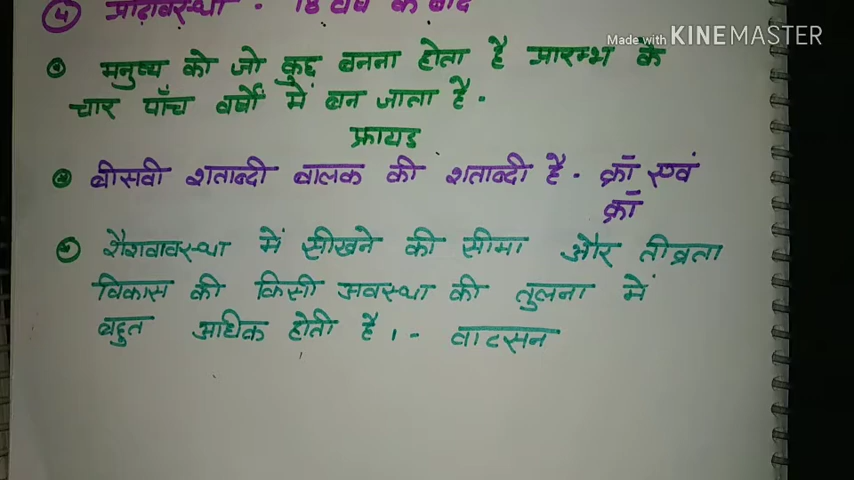 ④ प्रौढ़ावस्था - 18 वर्ष के बाद
Made with KINEMASTER
मनुष्य को जो कुछ बनना होता है प्रारम्भ के
चार पाँच वर्षों में बन जाता है -
फ्रायड
बीसवी शताब्दी बालक की शताब्दी है - क्रॉ एवं
क्रॉ
शैशवावस्था में सीखने की सीमा और तीव्रता
विकास की किसी अवस्था की तुलना में
बहुत अधिक होती है। - वाटसन